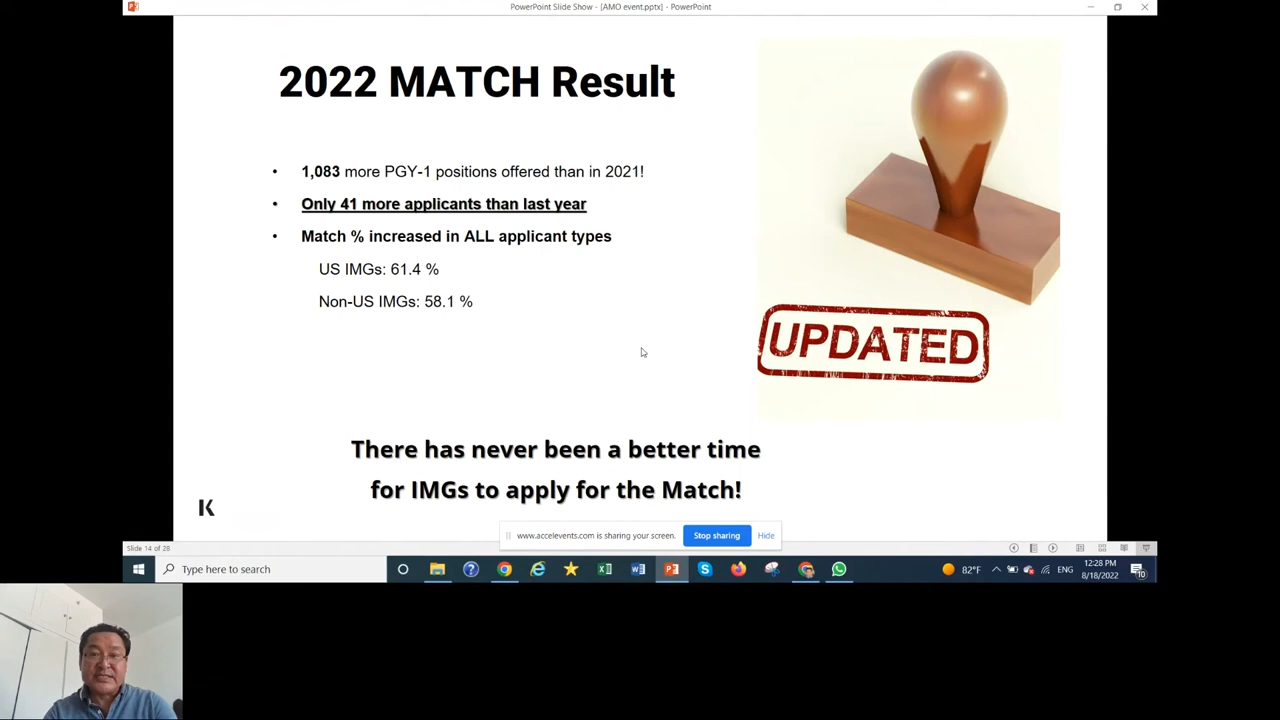 PowerPoint Slide Show - [AMO event.pptx] - PowerPoint
2022 MATCH Result
• 1,083 more PGY-1 positions offered than in 2021!
• Only 41 more applicants than last year
• Match % increased in ALL applicant types
US IMGs: 61.4 %
Non-US IMGs: 58.1 %
UPDATED
There has never been a better time
for IMGs to apply for the Match!
K
www.accelevents.com is sharing your screen. Stop sharing Hide
Slide 14 of 28
Type here to search
82°F ENG 12:28 PM
8/18/2022
10